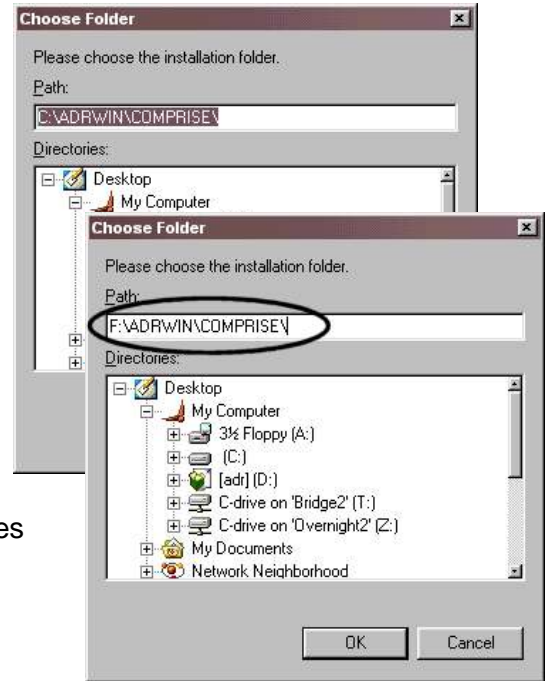 Choose Folder
Please choose the installation folder.
Path:
C:\ADRWIN\COMPRISE\
Directories:
Desktop
My Computer
Choose Folder
Please choose the installation folder.
Path:
F:\ADRWIN\COMPRISE\
Directories:
Desktop
My Computer
3½ Floppy (A:)
(C:)
[adr] (D:)
C-drive on 'Bridge2' (T:)
C-drive on 'Overnight2' (Z:)
My Documents
Network Neighborhood
OK Cancel
es